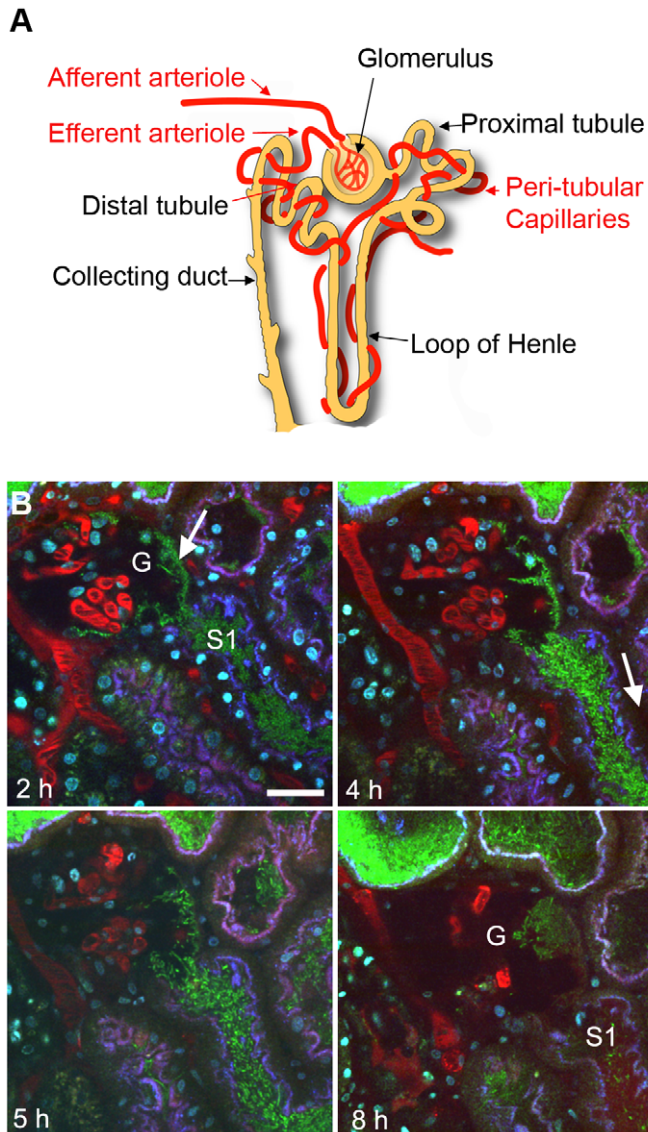 A
Afferent arteriole
Glomerulus
Efferent arteriole
Proximal tubule
Distal tubule
Peri-tubular
Capillaries
Collecting duct
Loop of Henle
B
G
S1
2 h
4 h
5 h
G
S1
8 h